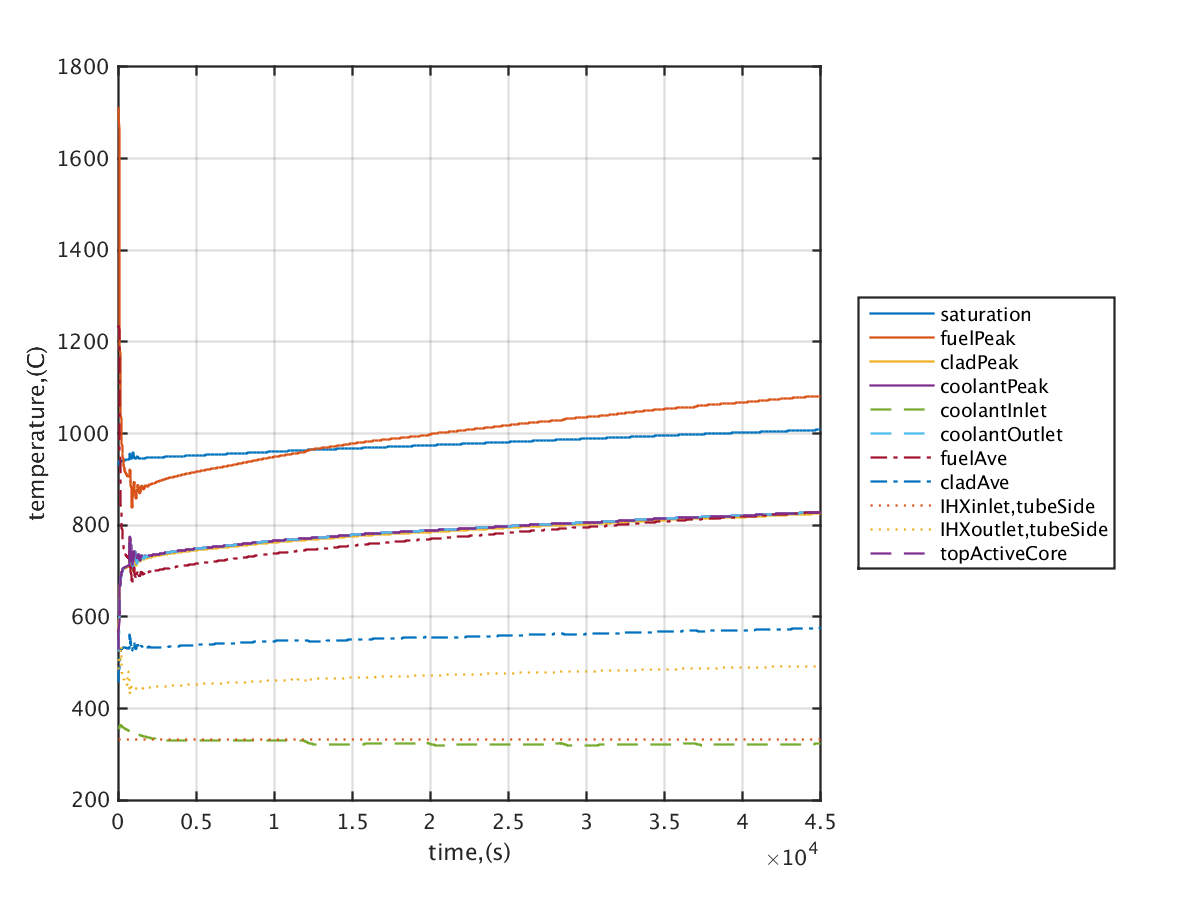 1800
1600
1400
1200
1000
800
600
400
200
temperature,(C)
0 0.5 1 1.5 2 2.5 3 3.5 4 4.5
time,(s)
×10⁴
saturation
fuelPeak
cladPeak
coolantPeak
coolantInlet
coolantOutlet
fuelAve
cladAve
IHXinlet,tubeSide
IHXoutlet,tubeSide
topActiveCore